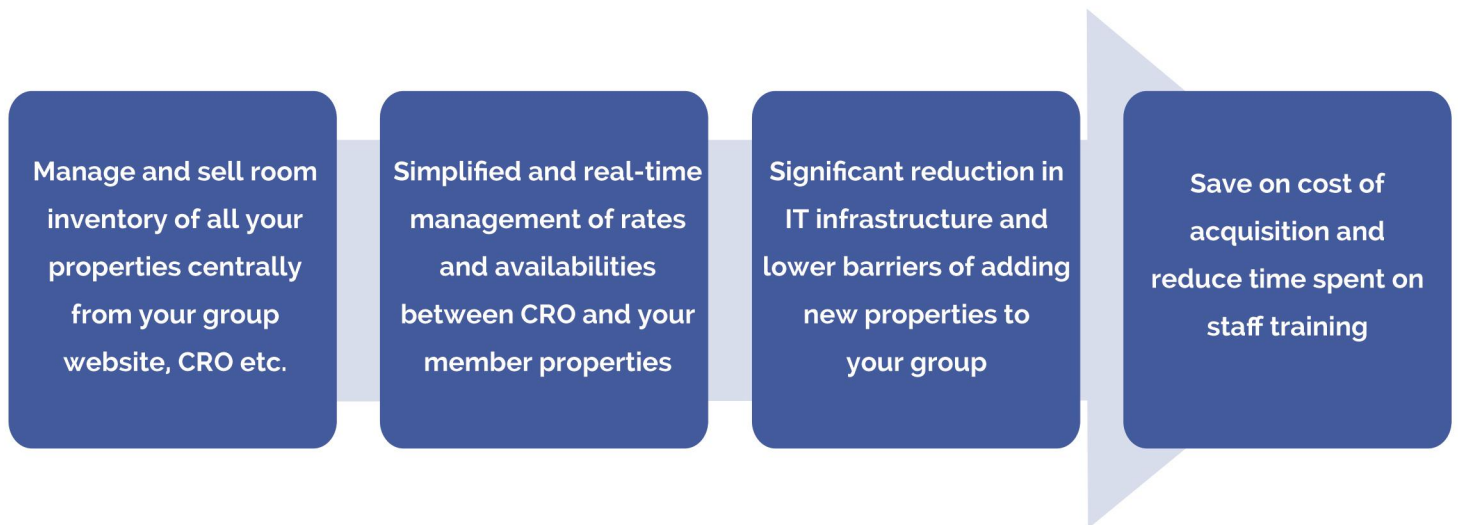 Manage and sell room
inventory of all your
properties centrally
from your group
website, CRO etc.
Simplified and real-time
management of rates
and availabilities
between CRO and your
member properties
Significant reduction in
IT infrastructure and
lower barriers of adding
new properties to
your group
Save on cost of
acquisition and
reduce time spent on
staff training